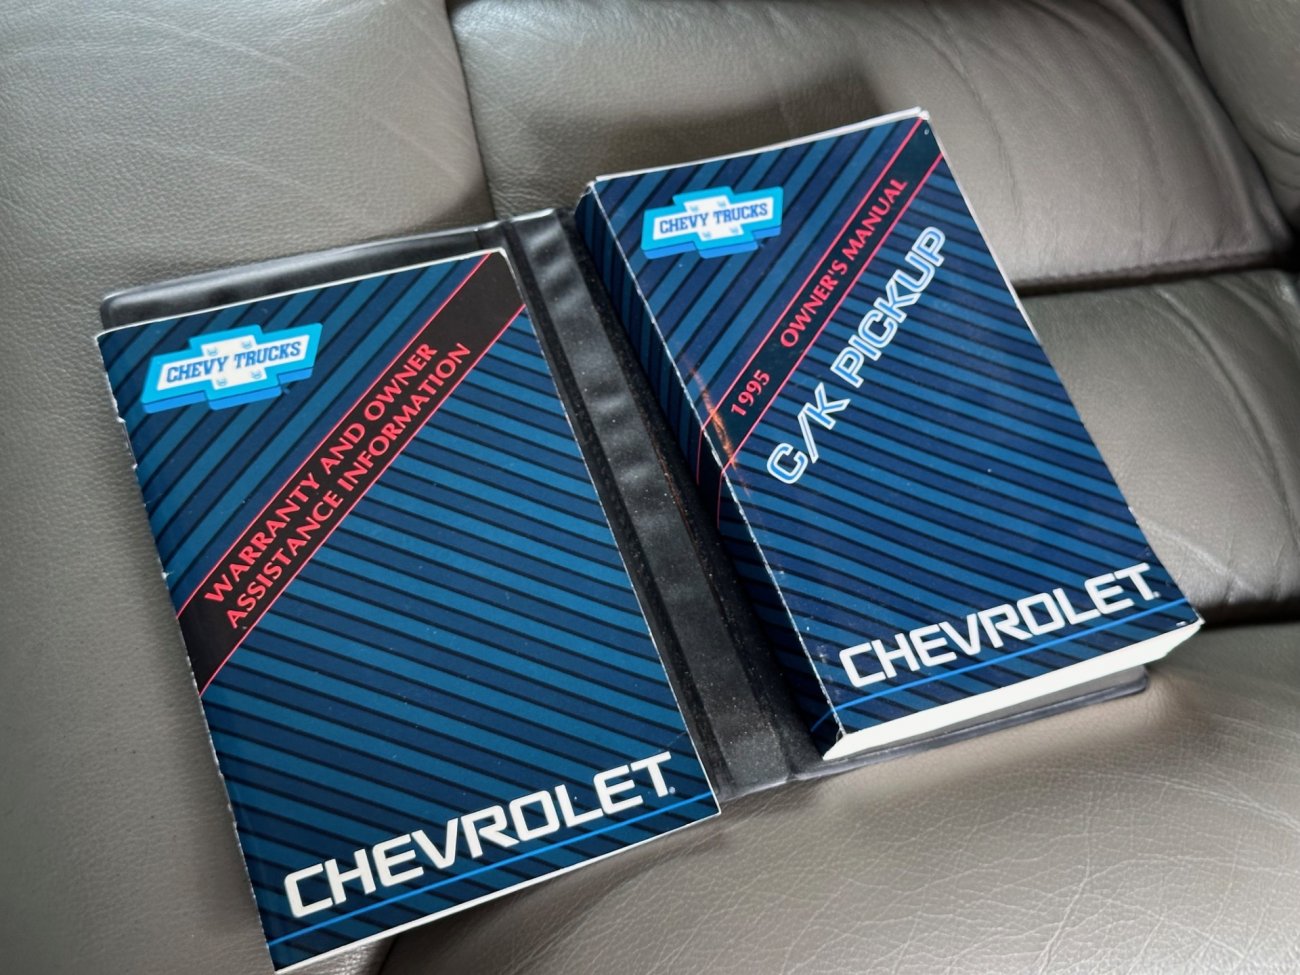 CHEVY TRUCKS
WARRANTY AND OWNER
ASSISTANCE INFORMATION
CHEVROLET
CHEVY TRUCKS
1995 OWNER'S MANUAL
C/K PICKUP
CHEVROLET